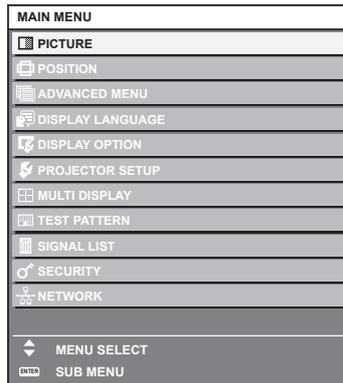 MAIN MENU
PICTURE
POSITION
ADVANCED MENU
DISPLAY LANGUAGE
DISPLAY OPTION
PROJECTOR SETUP
MULTI DISPLAY
TEST PATTERN
SIGNAL LIST
SECURITY
NETWORK
MENU SELECT
ENTER SUB MENU